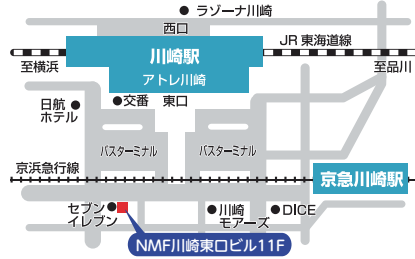 ラゾーナ川崎
西口
川崎駅
JR東海道線
至横浜
アトレ川崎
至品川
交番
東口
日航
ホテル
バスターミナル
バスターミナル
京浜急行線
京急川崎駅
セブン
イレブン
川崎
モアーズ
DICE
NMF川崎東口ビル11F